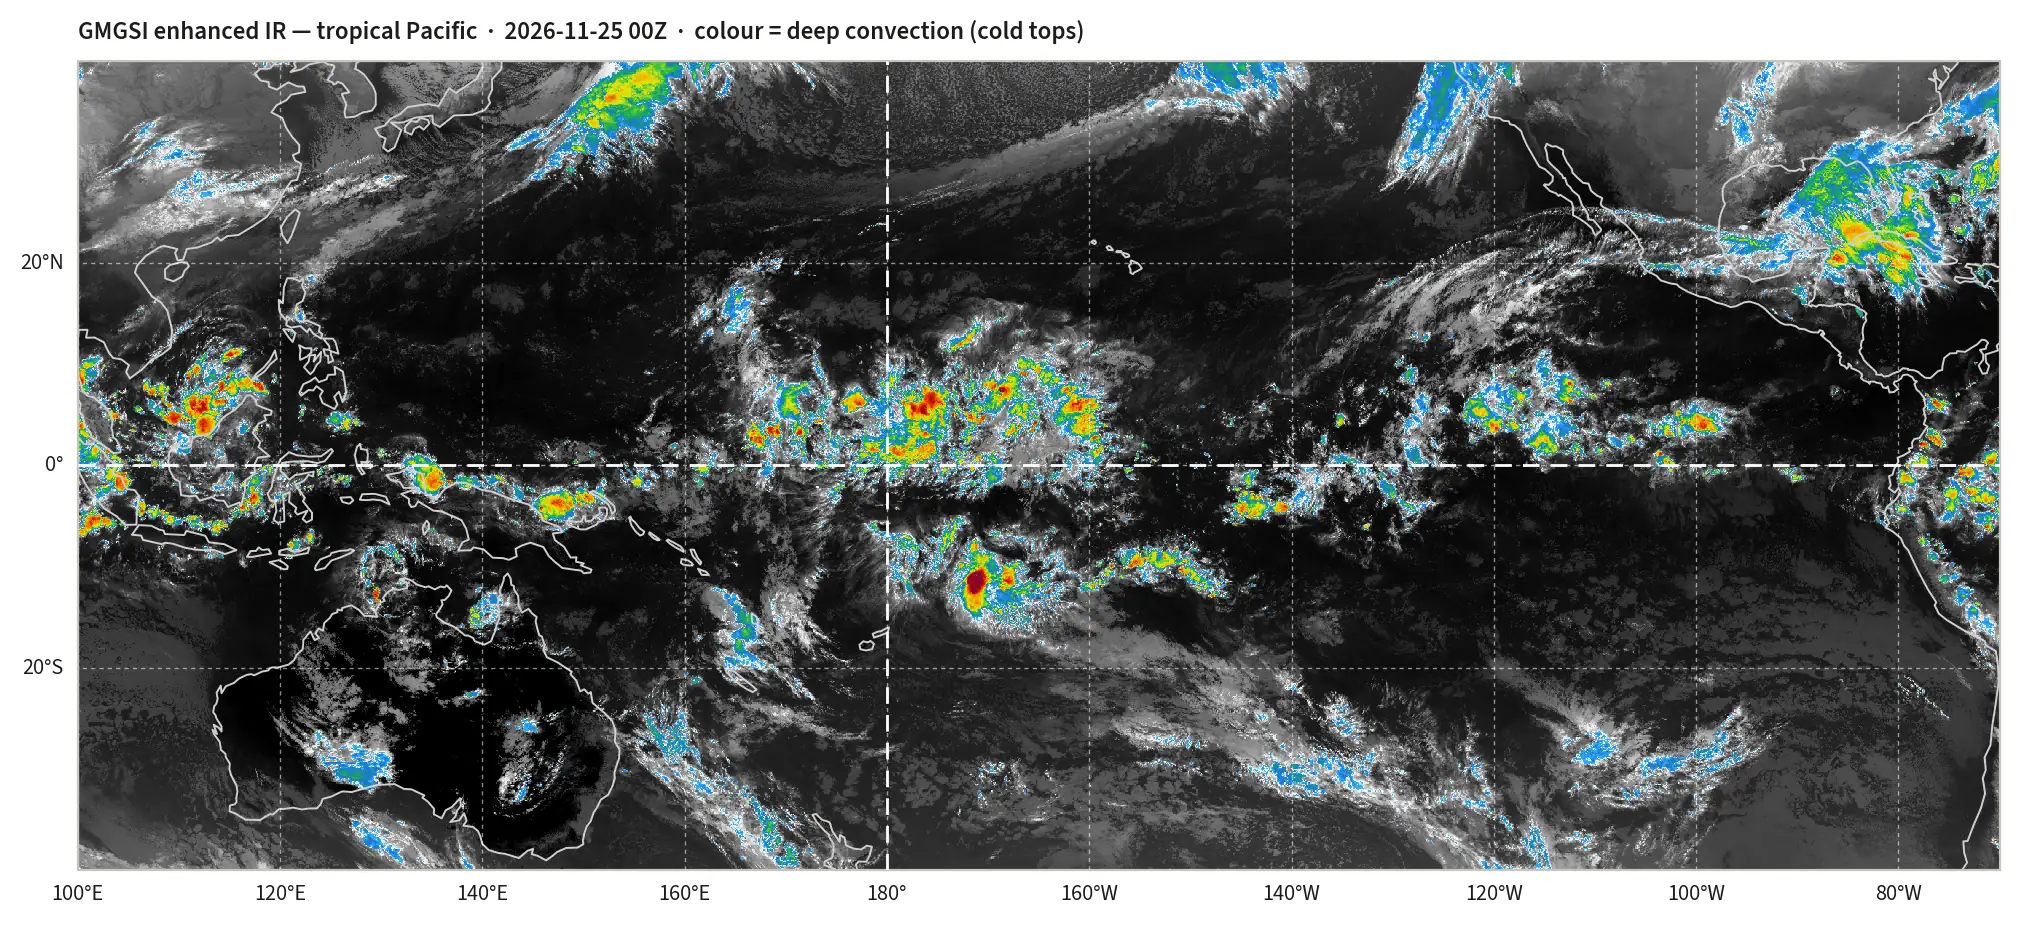 GMGSI enhanced IR — tropical Pacific · 2026-11-25 00Z · colour = deep convection (cold tops)
20°N
0°
20°S
100°E 120°E 140°E 160°E 180° 160°W 140°W 120°W 100°W 80°W